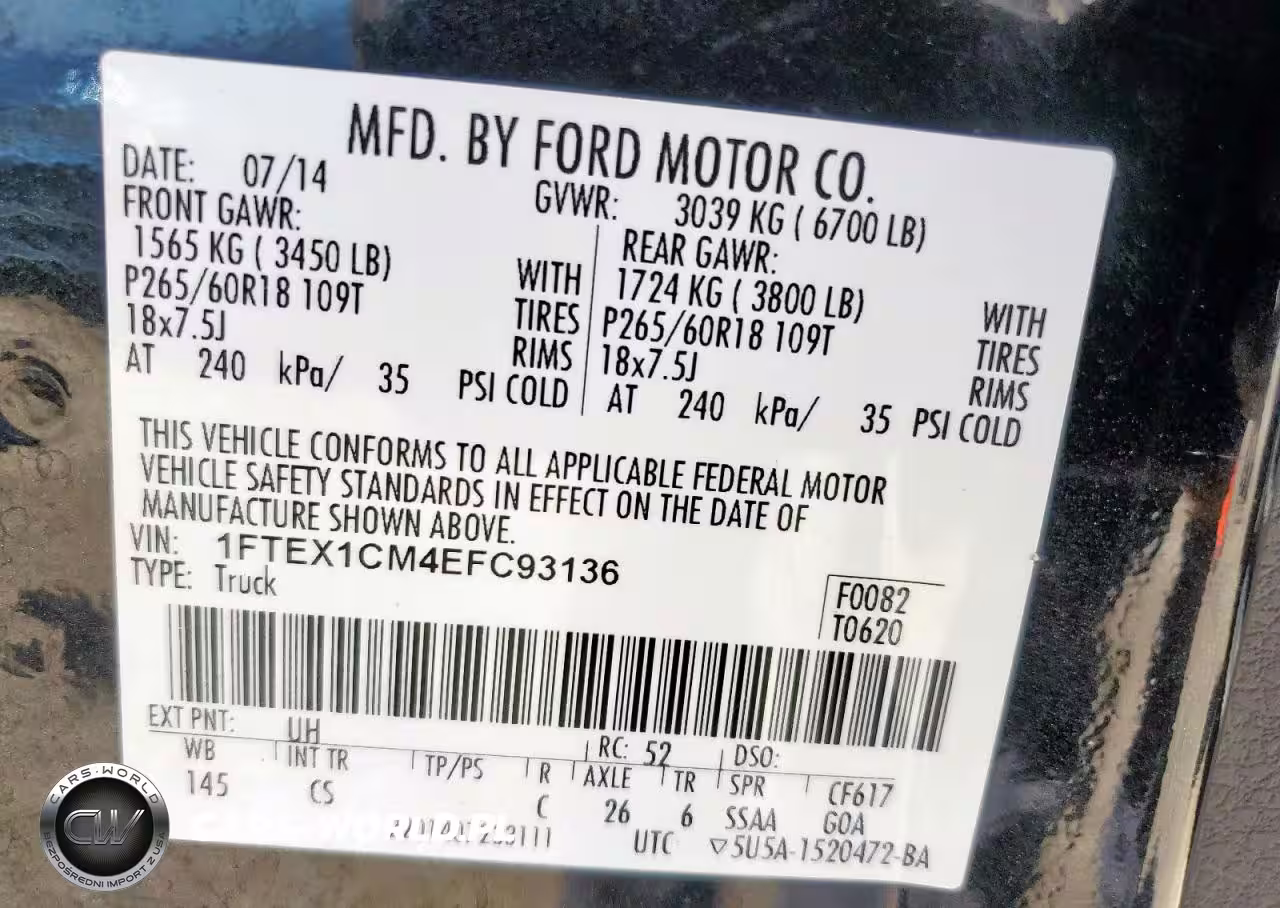 MFD. BY FORD MOTOR CO.
DATE: 07/14 GVWR: 3039 KG ( 6700 LB)
FRONT GAWR: REAR GAWR:
1565 KG ( 3450 LB) WITH 1724 KG ( 3800 LB) WITH
P265/60R18 109T TIRES P265/60R18 109T TIRES
18x7.5J RIMS 18x7.5J RIMS
AT 240 kPa/ 35 PSI COLD AT 240 kPa/ 35 PSI COLD
THIS VEHICLE CONFORMS TO ALL APPLICABLE FEDERAL MOTOR
VEHICLE SAFETY STANDARDS IN EFFECT ON THE DATE OF
MANUFACTURE SHOWN ABOVE.
VIN: 1FTEX1CM4EFC93136
TYPE: Truck
F0082
T0620
EXT PNT: UH RC: 52 DSO:
WB INT TR TP/PS R AXLE TR SPR CF617
145 CS C 26 6 SSAA GOA
UTC ▽5U5A-1520472-BA
CARS-WORLD
CW
BEZPOŚREDNI IMPORT Z USA